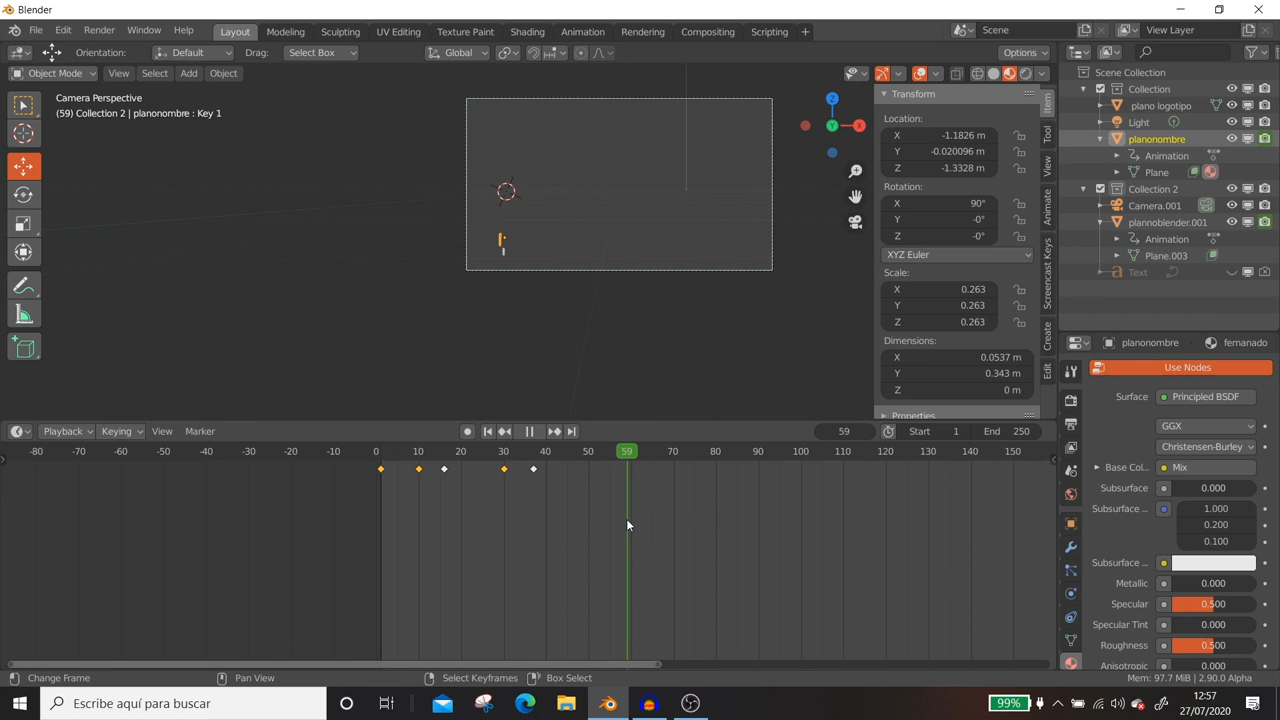 Blender
File Edit Render Window Help Layout Modeling Sculpting UV Editing Texture Paint Shading Animation Rendering Compositing Scripting + Scene View Layer
Orientation: Default Drag: Select Box Global Options
Object Mode View Select Add Object
Camera Perspective
(59) Collection 2 | planonombre : Key 1
Z
X
Y
Transform
Location:
X -1.1826 m
Y -0.020096 m
Z -1.3328 m
Rotation:
X 90°
Y -0°
Z -0°
XYZ Euler
Scale:
X 0.263
Y 0.263
Z 0.263
Dimensions:
X 0.0537 m
Y 0.343 m
Z 0 m
Properties
Item
Tool
View
Animate
Screencast Keys
Create
Edit
Scene Collection
Collection
plano logotipo
Light
planonombre
Animation
Plane
Collection 2
Camera.001
plannoblender.001
Animation
Plane.003
Text
planonombre fernanado
Use Nodes
Surface Principled BSDF
GGX
Christensen-Burley
Base Col... Mix
Subsurface 0.000
Subsurface ... 1.000
0.200
0.100
Subsurface ...
Metallic 0.000
Specular 0.500
Specular Tint 0.000
Roughness 0.500
Anisotropic 0.000
Playback Keying View Marker 59 Start 1 End 250
-80 -70 -60 -50 -40 -30 -20 -10 0 10 20 30 40 50 59 70 80 90 100 110 120 130 140 150
Change Frame Pan View Select Keyframes Box Select Mem: 97.7 MiB | 2.90.0 Alpha
Escribe aquí para buscar 99% 12:57
27/07/2020